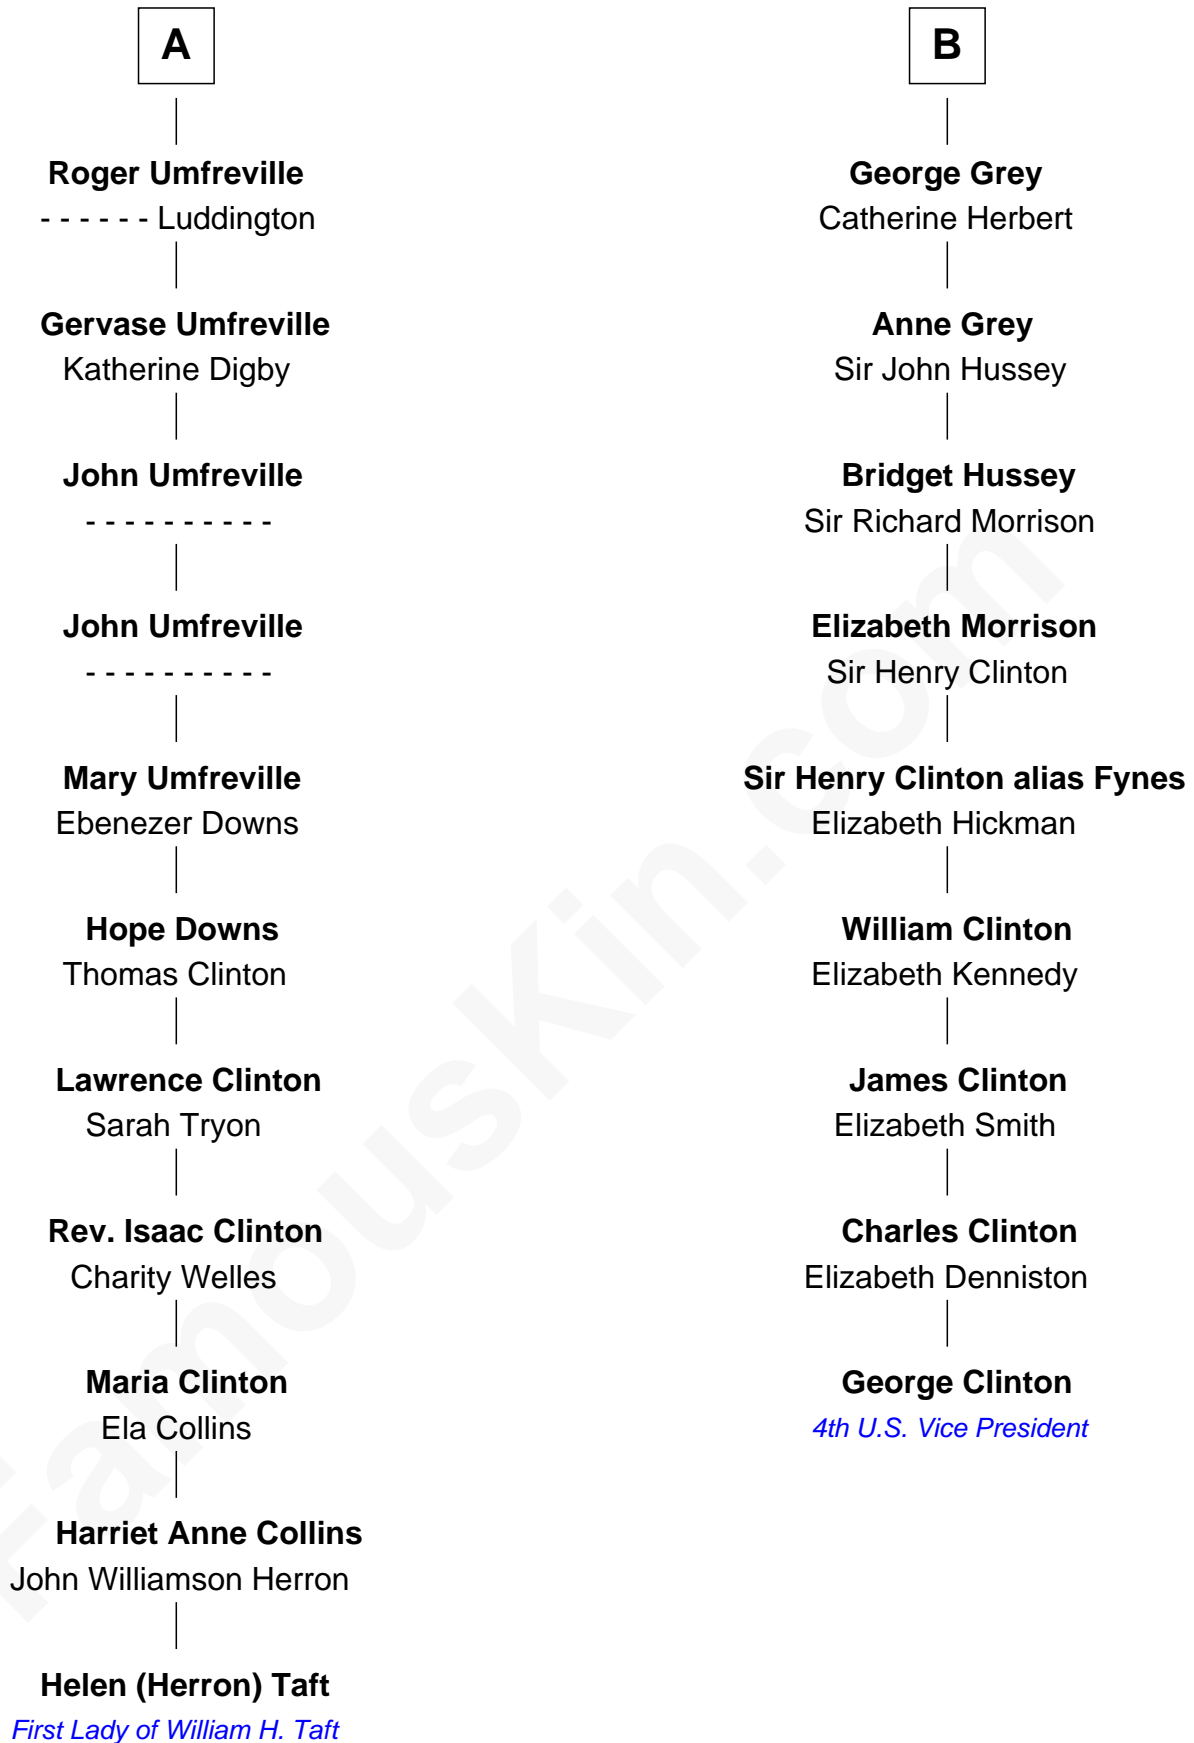 A
Roger Umfreville
- - - - - - Luddington
Gervase Umfreville
Katherine Digby
John Umfreville
- - - - - - - - - -
John Umfreville
- - - - - - - - - -
Mary Umfreville
Ebenezer Downs
Hope Downs
Thomas Clinton
Lawrence Clinton
Sarah Tryon
Rev. Isaac Clinton
Charity Welles
Maria Clinton
Ela Collins
Harriet Anne Collins
John Williamson Herron
Helen (Herron) Taft
First Lady of William H. Taft
B
George Grey
Catherine Herbert
Anne Grey
Sir John Hussey
Bridget Hussey
Sir Richard Morrison
Elizabeth Morrison
Sir Henry Clinton
Sir Henry Clinton alias Fynes
Elizabeth Hickman
William Clinton
Elizabeth Kennedy
James Clinton
Elizabeth Smith
Charles Clinton
Elizabeth Denniston
George Clinton
4th U.S. Vice President
FamousKin.com